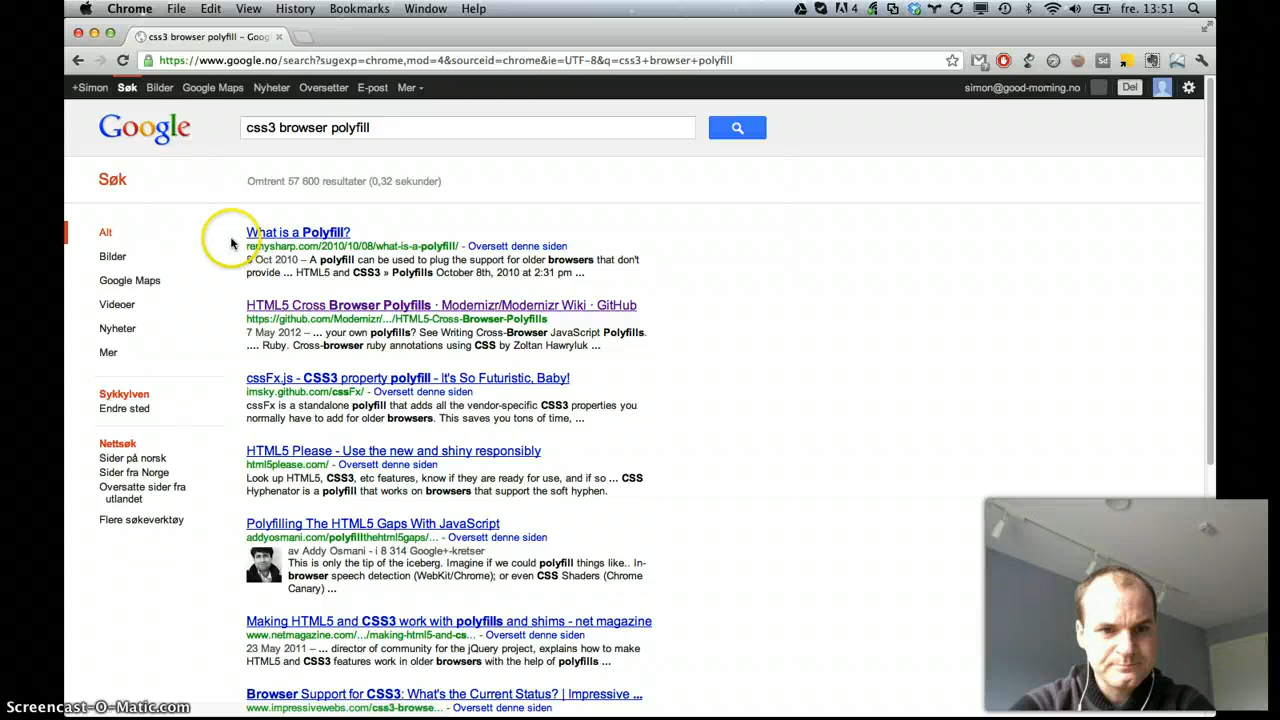 Chrome File Edit View History Bookmarks Window Help 4 fre. 13:51
css3 browser polyfill – Goog
https://www.google.no/search?sugexp=chrome,mod=4&sourceid=chrome&ie=UTF-8&q=css3+browser+polyfill
+Simon Søk Bilder Google Maps Nyheter Oversetter E-post Mer simon@good-morning.no Del
Google css3 browser polyfill
Søk Omtrent 57 600 resultater (0,32 sekunder)
Alt
Bilder
Google Maps
Videoer
Nyheter
Mer
Sykkylven
Endre sted
Nettsøk
Sider på norsk
Sider fra Norge
Oversatte sider fra
utlandet
Flere søkeverktøy
What is a Polyfill?
remysharp.com/2010/10/08/what-is-a-polyfill/ - Oversett denne siden
8 Oct 2010 – A polyfill can be used to plug the support for older browsers that don't
provide ... HTML5 and CSS3 » Polyfills October 8th, 2010 at 2:31 pm ...
HTML5 Cross Browser Polyfills · Modernizr/Modernizr Wiki · GitHub
https://github.com/Modernizr/.../HTML5-Cross-Browser-Polyfills
7 May 2012 – ... your own polyfills? See Writing Cross-Browser JavaScript Polyfills.
.... Ruby. Cross-browser ruby annotations using CSS by Zoltan Hawryluk ...
cssFx.js - CSS3 property polyfill - It's So Futuristic, Baby!
imsky.github.com/cssFx/ - Oversett denne siden
cssFx is a standalone polyfill that adds all the vendor-specific CSS3 properties you
normally have to add for older browsers. This saves you tons of time, ...
HTML5 Please - Use the new and shiny responsibly
html5please.com/ - Oversett denne siden
Look up HTML5, CSS3, etc features, know if they are ready for use, and if so ... CSS
Hyphenator is a polyfill that works on browsers that support the soft hyphen.
Polyfilling The HTML5 Gaps With JavaScript
addyosmani.com/polyfillthehtml5gaps/... - Oversett denne siden
av Addy Osmani - i 8 314 Google+-kretser
This is only the tip of the iceberg. Imagine if we could polyfill things like.. In-
browser speech detection (WebKit/Chrome); or even CSS Shaders (Chrome
Canary) ...
Making HTML5 and CSS3 work with polyfills and shims - net magazine
www.netmagazine.com/.../making-html5-and-cs... - Oversett denne siden
23 May 2011 – ... director of community for the jQuery project, explains how to make
HTML5 and CSS3 features work in older browsers with the help of polyfills ...
Browser Support for CSS3: What's the Current Status? | Impressive ...
www.impressivewebs.com/css3-browse... - Oversett denne siden
Screencast-O-Matic.com